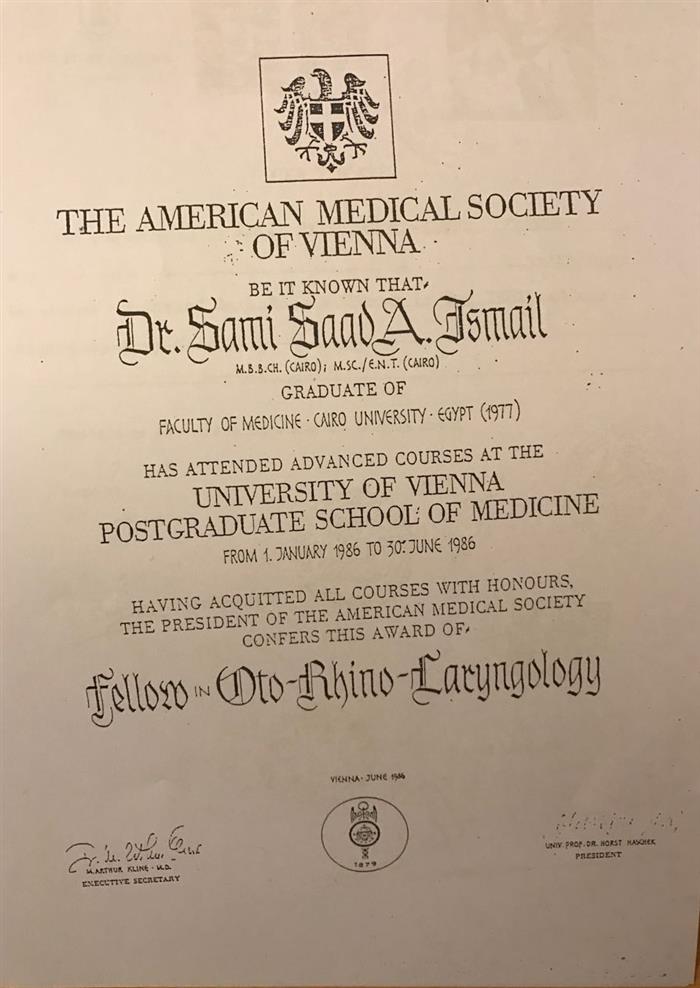 THE AMERICAN MEDICAL SOCIETY
OF VIENNA
BE IT KNOWN THAT
Dr. Sami Saad A. Ismail
M.B.B.CH. (CAIRO); M.SC./E.N.T. (CAIRO)
GRADUATE OF
FACULTY OF MEDICINE · CAIRO UNIVERSITY · EGYPT (1977)
HAS ATTENDED ADVANCED COURSES AT THE
UNIVERSITY OF VIENNA
POSTGRADUATE SCHOOL OF MEDICINE
FROM 1. JANUARY 1986 TO 30. JUNE 1986
HAVING ACQUITTED ALL COURSES WITH HONOURS,
THE PRESIDENT OF THE AMERICAN MEDICAL SOCIETY
CONFERS THIS AWARD OF
Fellow IN Oto-Rhino-Laryngology
VIENNA · JUNE 1986
1879
M. ARTHUR KLINE · M.D.
EXECUTIVE SECRETARY
UNIV. PROF. DR. HORST HASCHEK
PRESIDENT